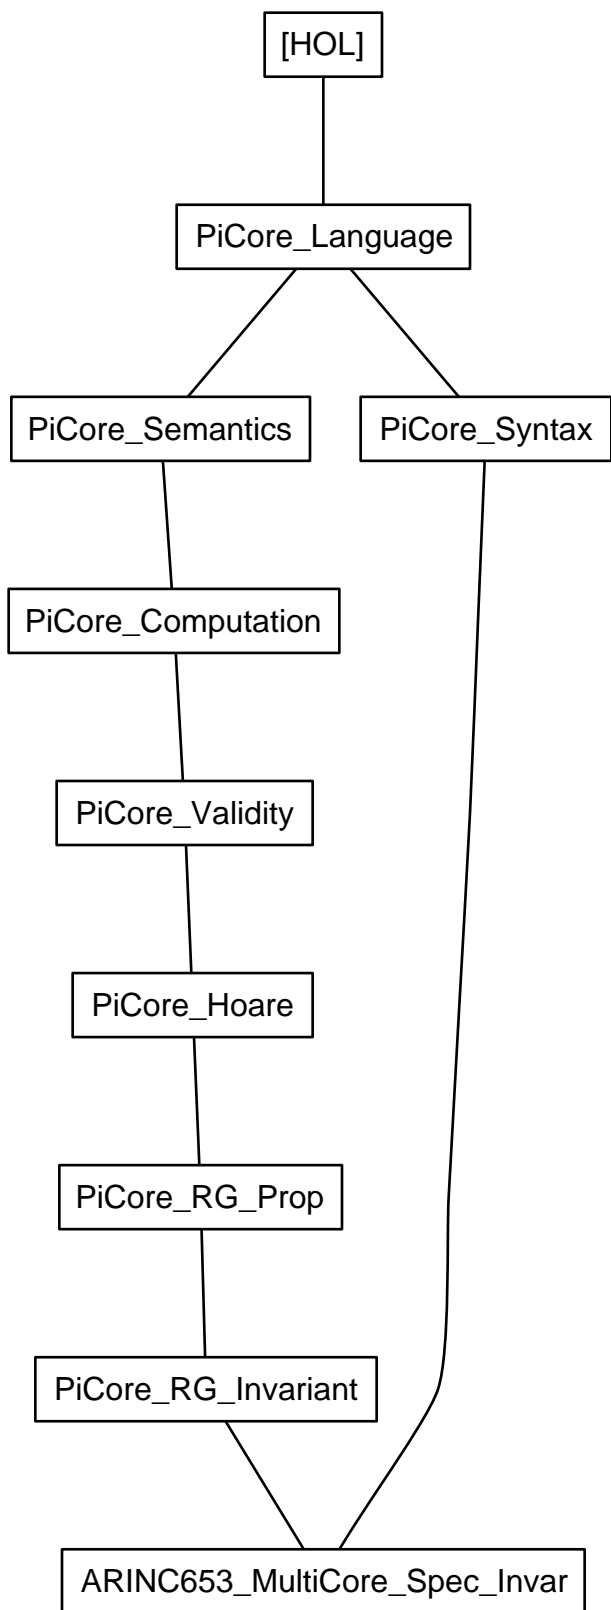 [HOL]
PiCore_Language
PiCore_Semantics
PiCore_Syntax
PiCore_Computation
PiCore_Validity
PiCore_Hoare
PiCore_RG_Prop
PiCore_RG_Invariant
ARINC653_MultiCore_Spec_Invar